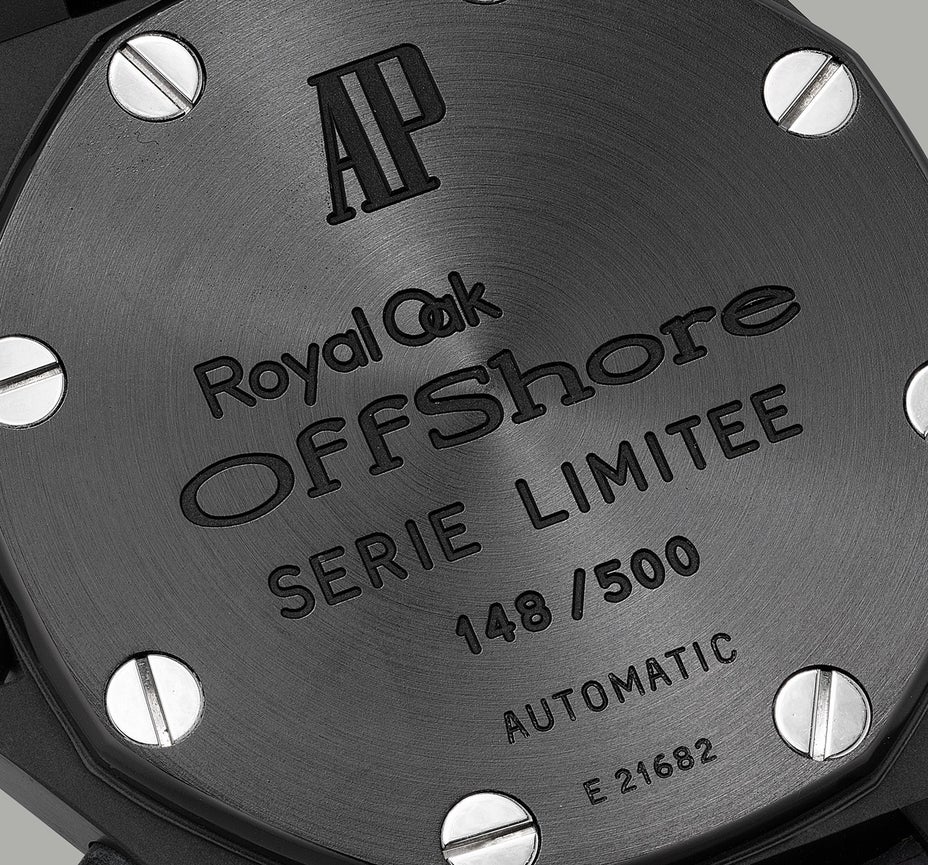 AP
Royal Oak
OffShore
SERIE LIMITEE
148/500
AUTOMATIC
E 21682